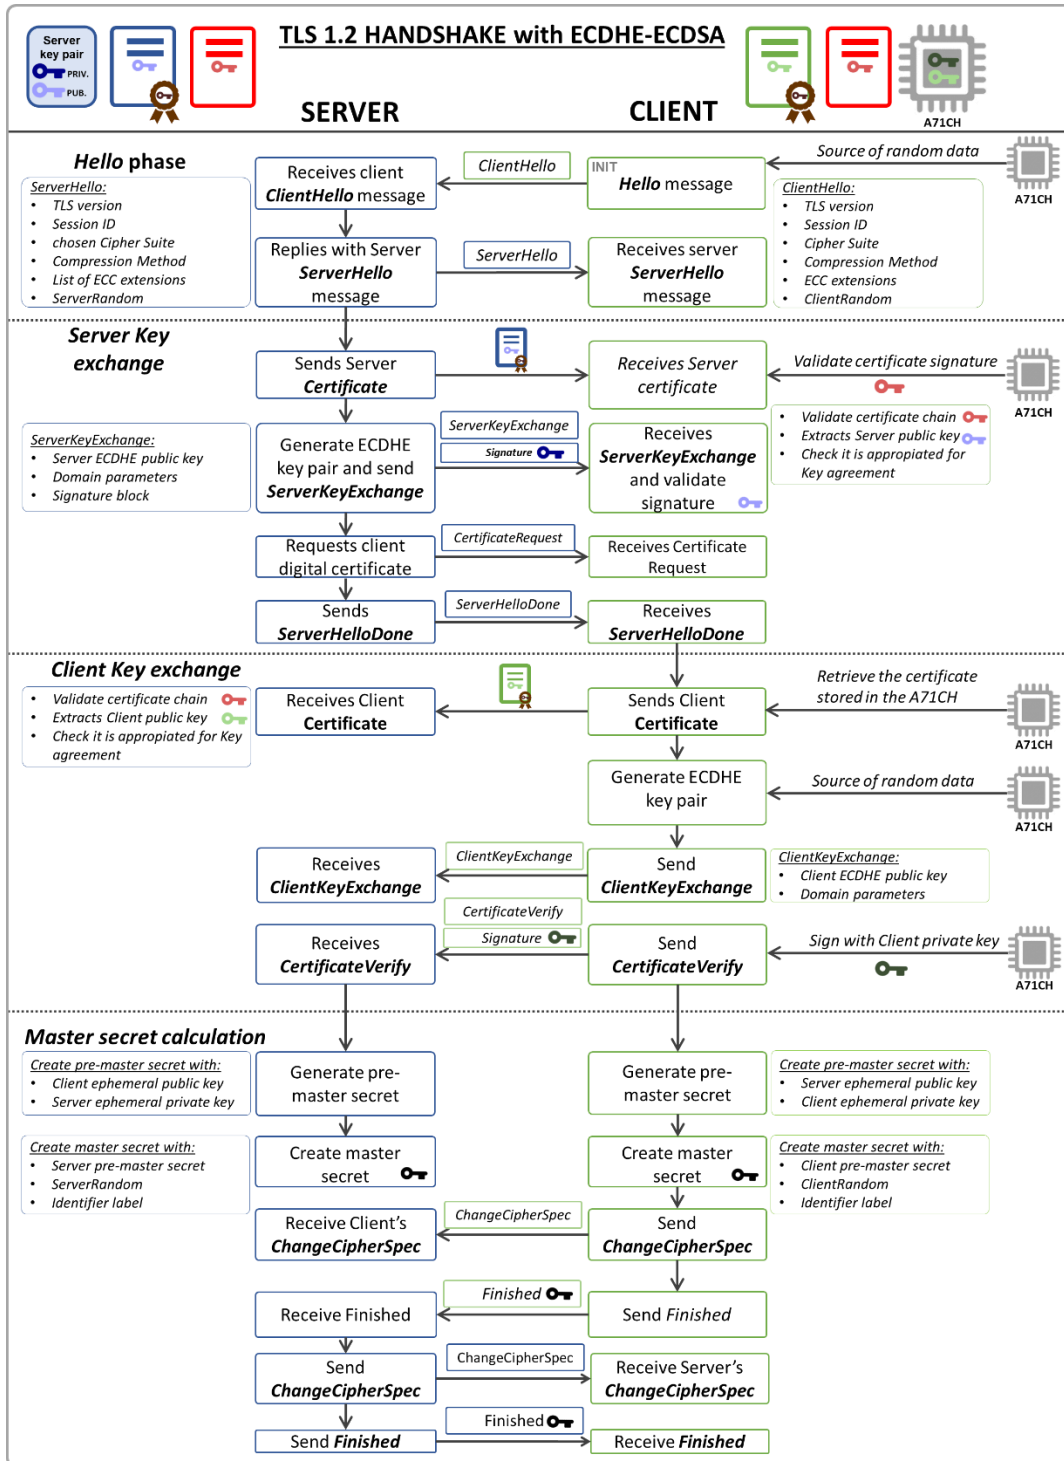 TLS 1.2 HANDSHAKE with ECDHE-ECDSA
Server
key pair
PRIV.
PUB.
SERVER
CLIENT
A71CH
Hello phase
ServerHello:
• TLS version
• Session ID
• chosen Cipher Suite
• Compression Method
• List of ECC extensions
• ServerRandom
Receives client
ClientHello message
ClientHello
INIT
Hello message
Source of random data
A71CH
ClientHello:
• TLS version
• Session ID
• Cipher Suite
• Compression Method
• ECC extensions
• ClientRandom
Replies with Server
ServerHello
message
ServerHello
Receives server
ServerHello
message
Server Key
exchange
Sends Server
Certificate
Receives Server
certificate
Validate certificate signature
A71CH
ServerKeyExchange:
• Server ECDHE public key
• Domain parameters
• Signature block
Generate ECDHE
key pair and send
ServerKeyExchange
ServerKeyExchange
Signature
Receives
ServerKeyExchange
and validate
signature
• Validate certificate chain
• Extracts Server public key
• Check it is appropiated for
Key agreement
Requests client
digital certificate
CertificateRequest
Receives Certificate
Request
Sends
ServerHelloDone
ServerHelloDone
Receives
ServerHelloDone
Client Key exchange
• Validate certificate chain
• Extracts Client public key
• Check it is appropiated for Key
agreement
Receives Client
Certificate
Sends Client
Certificate
Retrieve the certificate
stored in the A71CH
A71CH
Generate ECDHE
key pair
Source of random data
A71CH
Receives
ClientKeyExchange
ClientKeyExchange
Send
ClientKeyExchange
ClientKeyExchange:
• Client ECDHE public key
• Domain parameters
Receives
CertificateVerify
CertificateVerify
Signature
Send
CertificateVerify
Sign with Client private key
A71CH
Master secret calculation
Create pre-master secret with:
• Client ephemeral public key
• Server ephemeral private key
Generate pre-
master secret
Generate pre-
master secret
Create pre-master secret with:
• Server ephemeral public key
• Client ephemeral private key
Create master secret with:
• Server pre-master secret
• ServerRandom
• Identifier label
Create master
secret
Create master
secret
Create master secret with:
• Client pre-master secret
• ClientRandom
• Identifier label
Receive Client's
ChangeCipherSpec
ChangeCipherSpec
Send
ChangeCipherSpec
Receive Finished
Finished
Send Finished
Send
ChangeCipherSpec
ChangeCipherSpec
Receive Server's
ChangeCipherSpec
Send Finished
Finished
Receive Finished